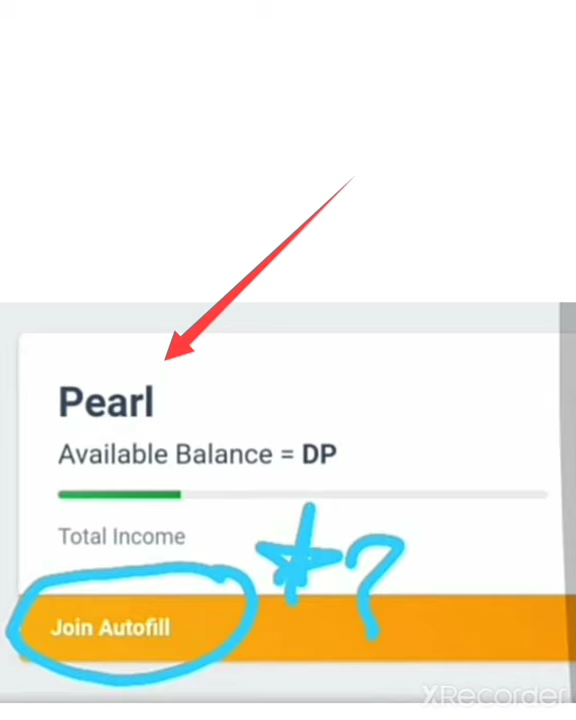 Pearl
Available Balance = DP
Total Income
?
Join Autofill
XRecorder